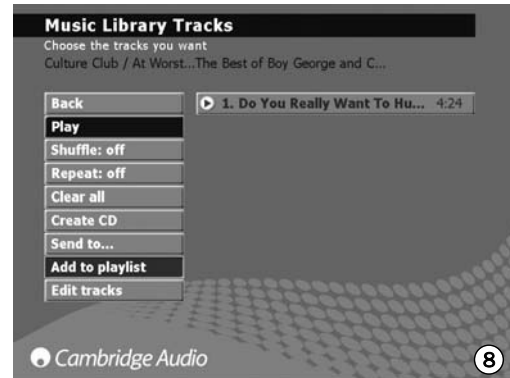 Music Library Tracks
Choose the tracks you want
Culture Club / At Worst...The Best of Boy George and C...
Back
Play
Shuffle: off
Repeat: off
Clear all
Create CD
Send to...
Add to playlist
Edit tracks
1. Do You Really Want To Hu... 4:24
Cambridge Audio
8